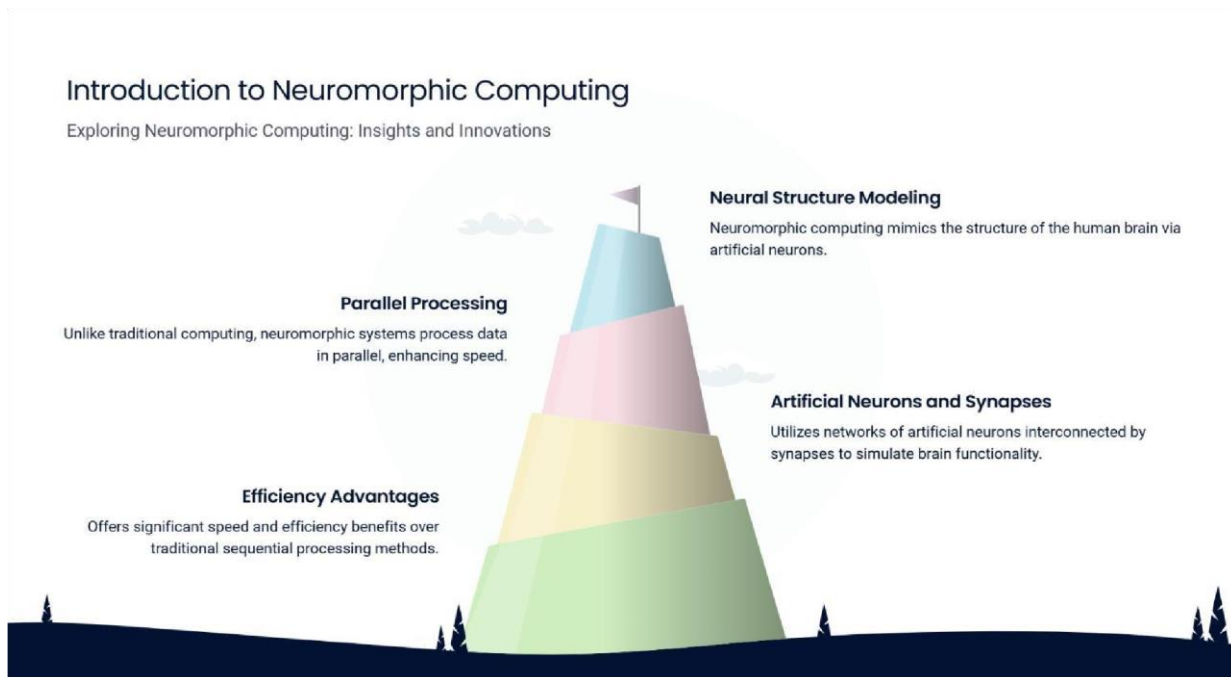 Introduction to Neuromorphic Computing
Exploring Neuromorphic Computing: Insights and Innovations
Neural Structure Modeling
Neuromorphic computing mimics the structure of the human brain via
artificial neurons.
Parallel Processing
Unlike traditional computing, neuromorphic systems process data
in parallel, enhancing speed.
Artificial Neurons and Synapses
Utilizes networks of artificial neurons interconnected by
synapses to simulate brain functionality.
Efficiency Advantages
Offers significant speed and efficiency benefits over
traditional sequential processing methods.